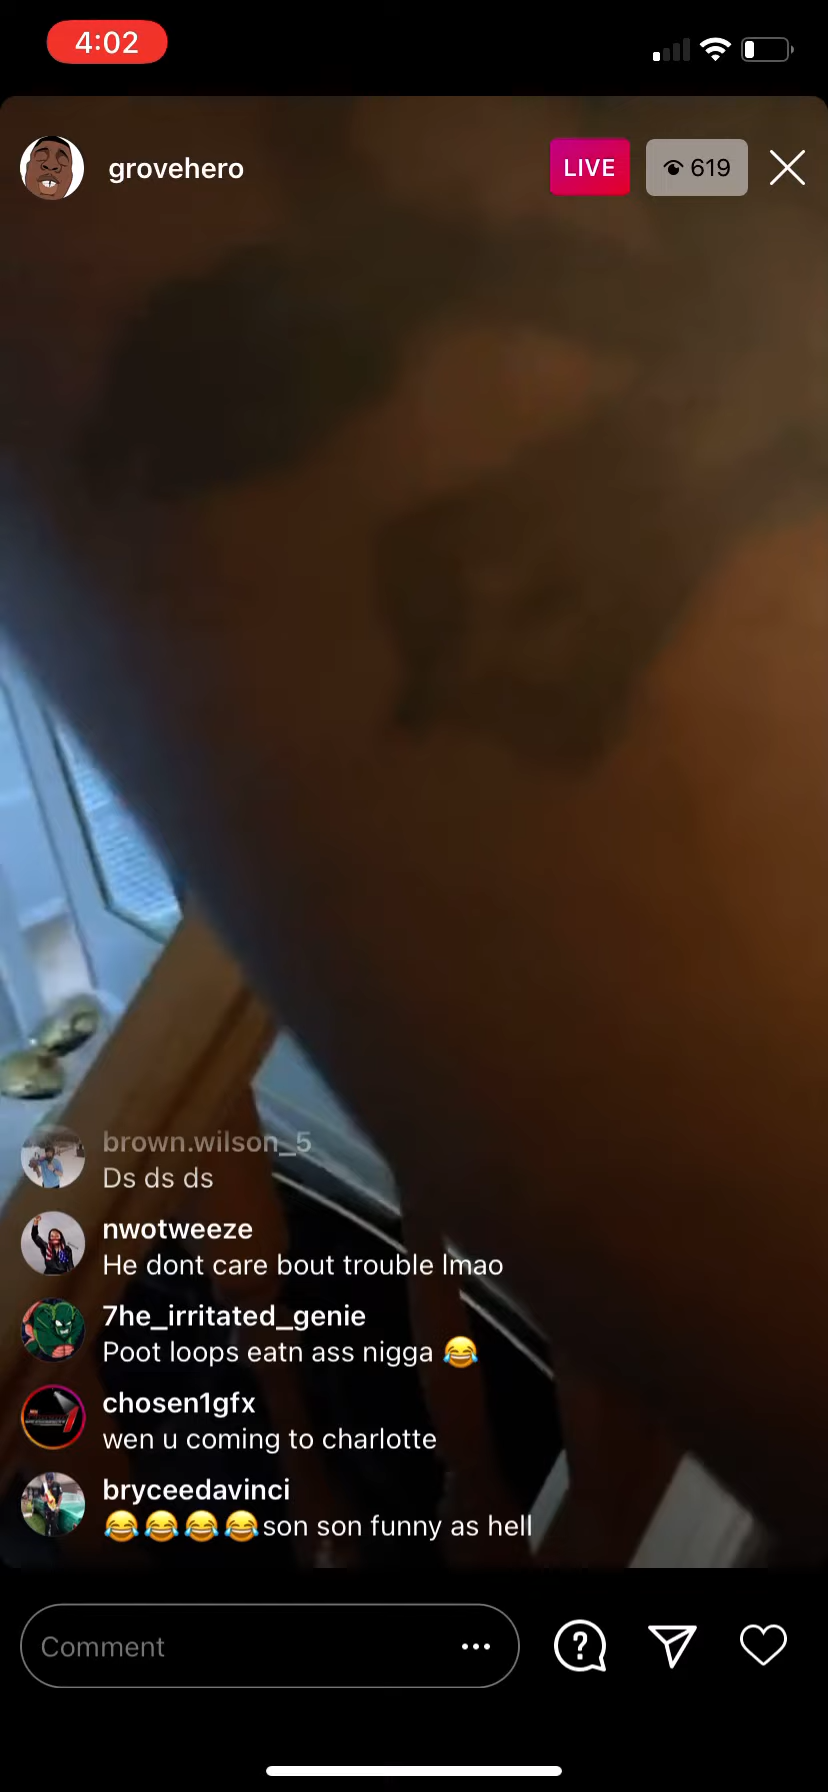 4:02
grovehero
LIVE
619
brown.wilson_5
Ds ds ds
nwotweeze
He dont care bout trouble lmao
7he_irritated_genie
Poot loops eatn ass nigga 😂
chosen1gfx
wen u coming to charlotte
bryceedavinci
😂😂😂😂son son funny as hell
Comment